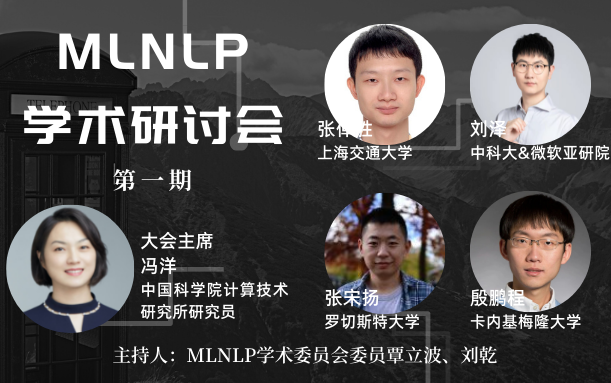 MLNLP
学术研讨会
第一期
TELEPHONE
张倬胜
上海交通大学
刘泽
中科大&微软亚研院
大会主席
冯洋
中国科学院计算技术
研究所研究员
张宋扬
罗切斯特大学
殷鹏程
卡内基梅隆大学
主持人：MLNLP学术委员会委员覃立波、刘乾